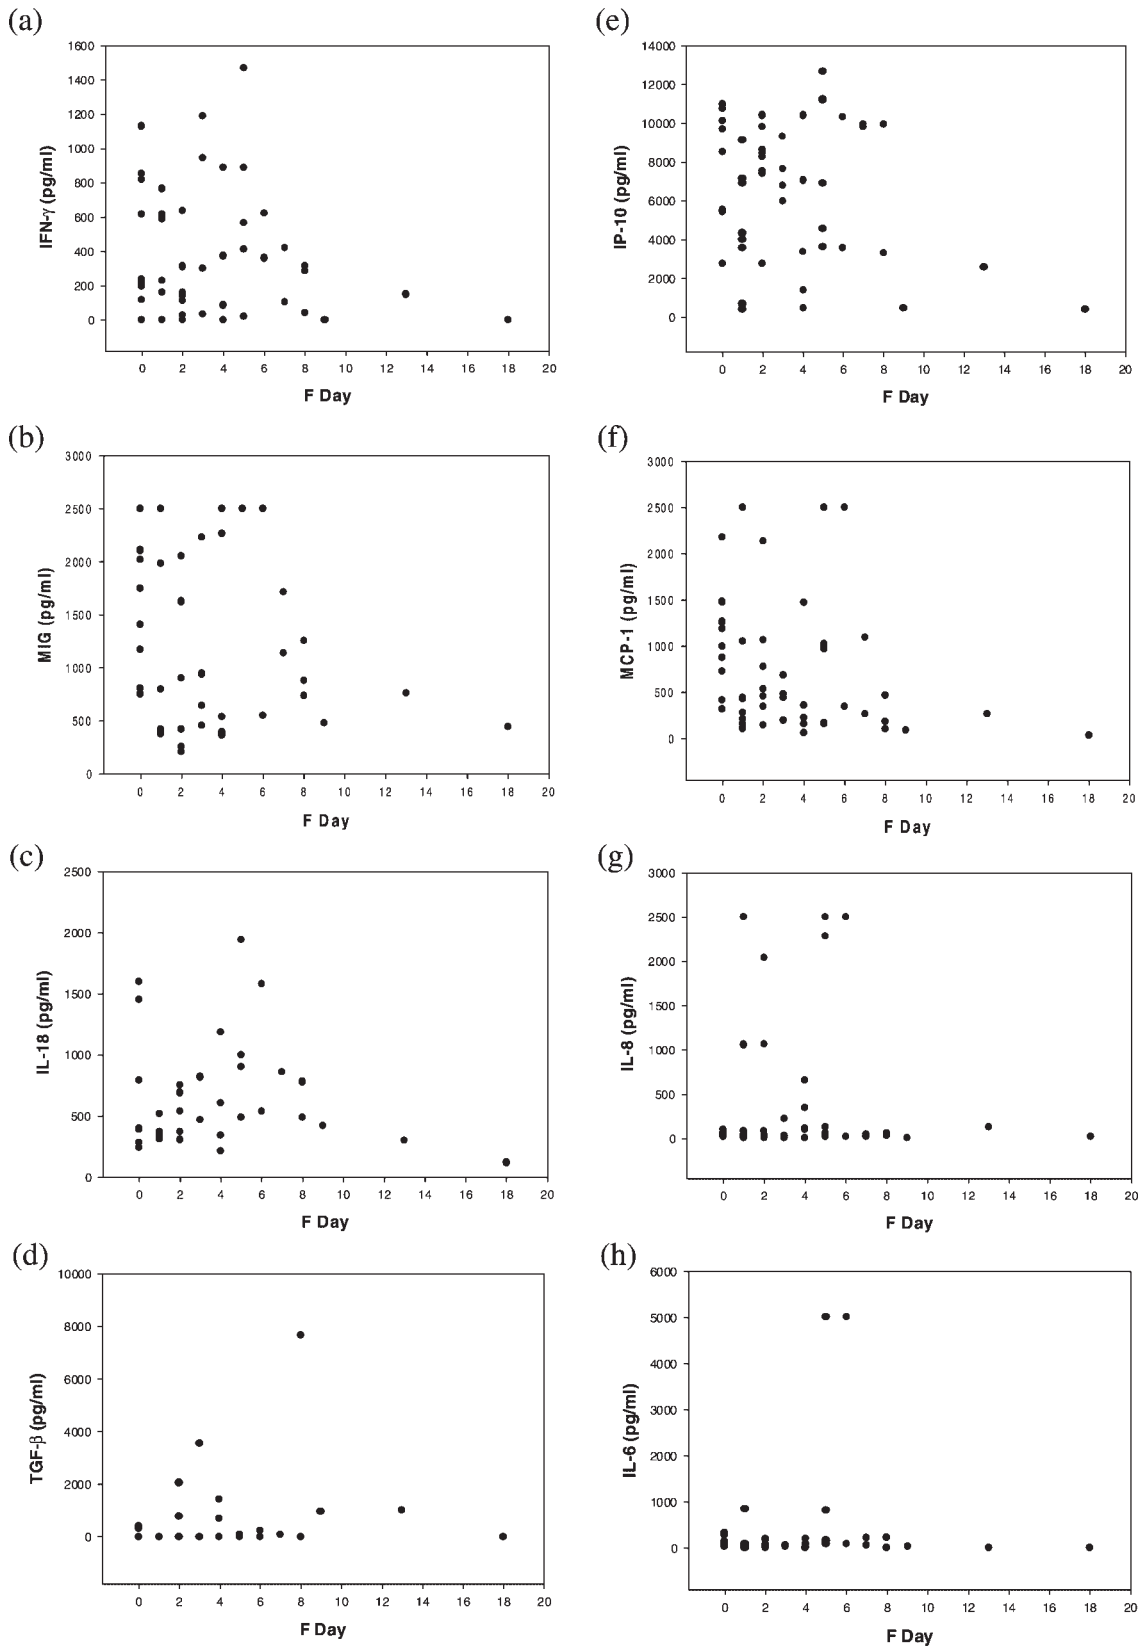 (a)
1600
1400
1200
1000
800
600
400
200
0
IFN-γ (pg/ml)
0 2 4 6 8 10 12 14 16 18 20
F Day
(e)
14000
12000
10000
8000
6000
4000
2000
0
IP-10 (pg/ml)
0 2 4 6 8 10 12 14 16 18 20
F Day
(b)
3000
2500
2000
1500
1000
500
0
MIG (pg/ml)
0 2 4 6 8 10 12 14 16 18 20
F Day
(f)
3000
2500
2000
1500
1000
500
0
MCP-1 (pg/ml)
0 2 4 6 8 10 12 14 16 18 20
F Day
(c)
2500
2000
1500
1000
500
0
IL-18 (pg/ml)
0 2 4 6 8 10 12 14 16 18 20
F Day
(g)
3000
2500
2000
1500
1000
500
0
IL-8 (pg/ml)
0 2 4 6 8 10 12 14 16 18 20
F Day
(d)
10000
8000
6000
4000
2000
0
TGF-β (pg/ml)
0 2 4 6 8 10 12 14 16 18 20
F Day
(h)
6000
5000
4000
3000
2000
1000
0
IL-6 (pg/ml)
0 2 4 6 8 10 12 14 16 18 20
F Day